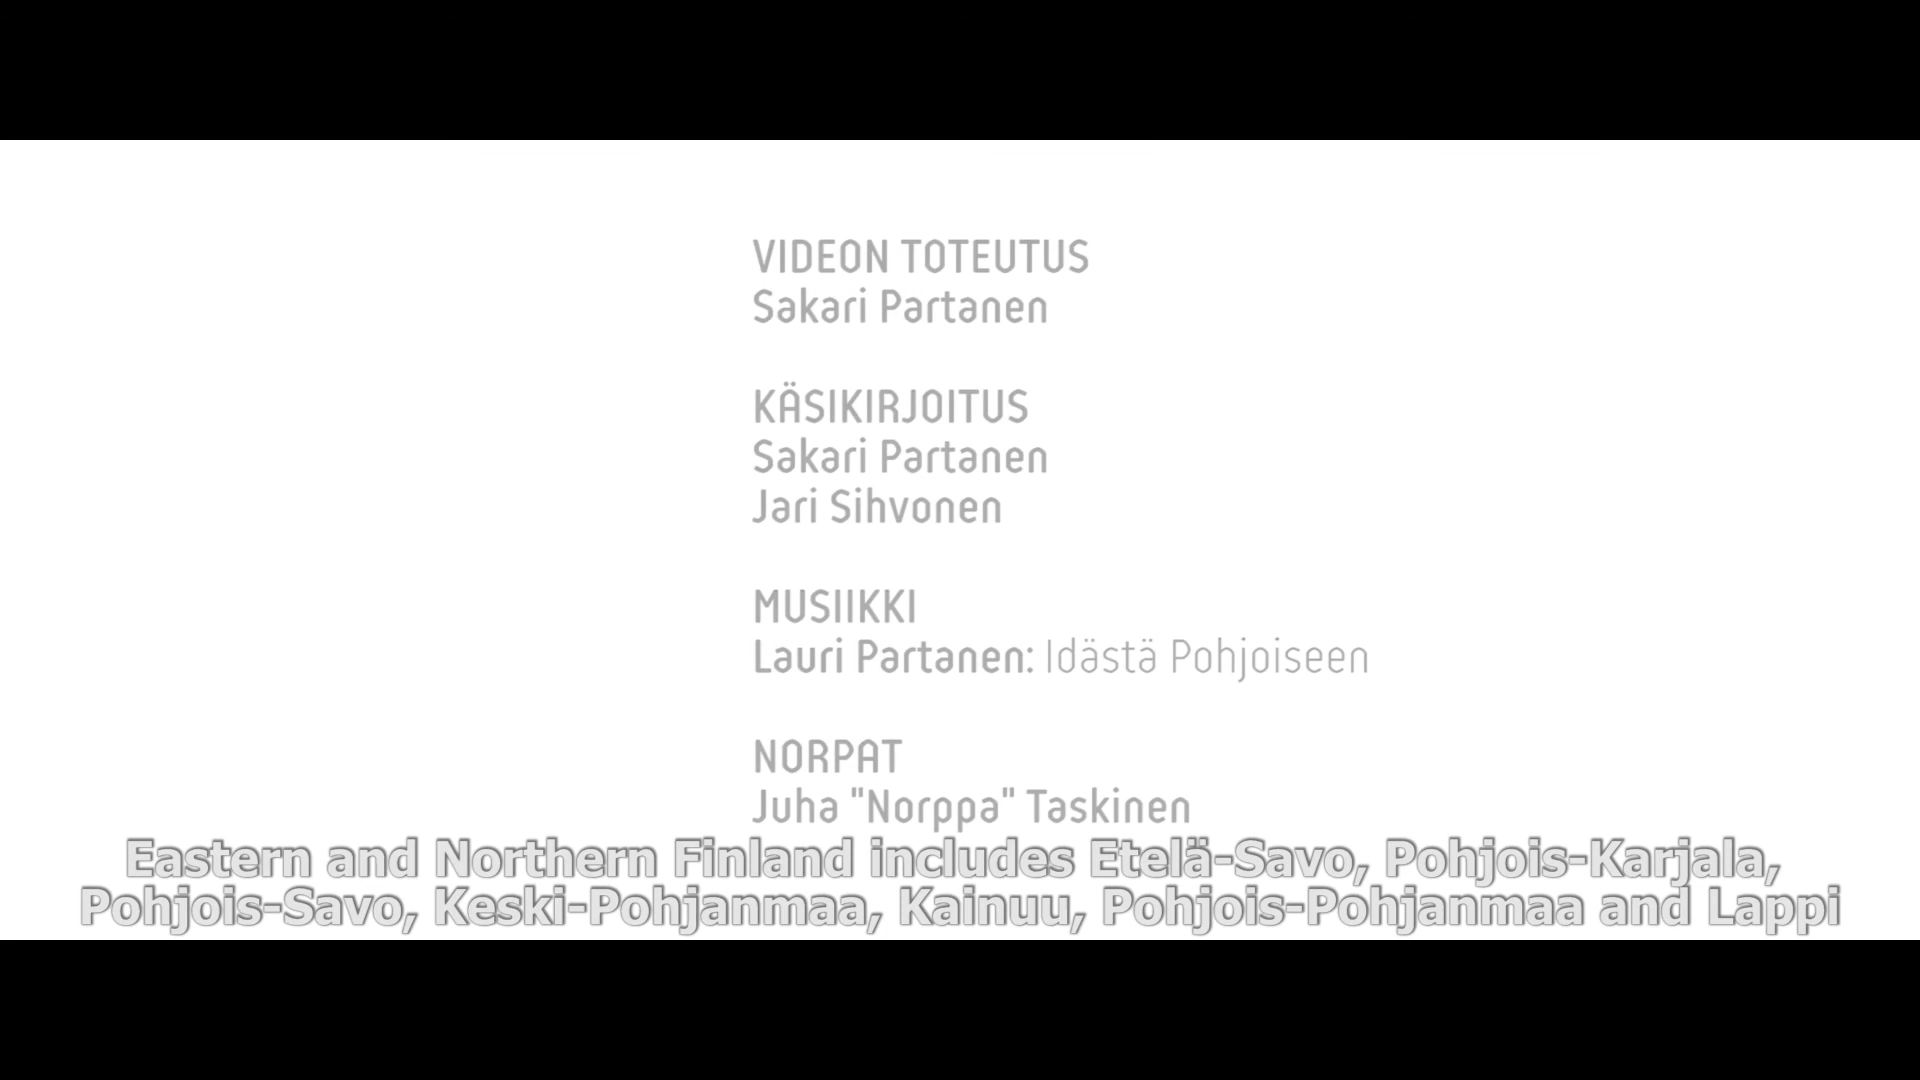 VIDEON TOTEUTUS
Sakari Partanen
KÄSIKIRJOITUS
Sakari Partanen
Jari Sihvonen
MUSIIKKI
Lauri Partanen: Idästä Pohjoiseen
NORPAT
Juha "Norppa" Taskinen
Eastern and Northern Finland includes Etelä-Savo, Pohjois-Karjala,
Pohjois-Savo, Keski-Pohjanmaa, Kainuu, Pohjois-Pohjanmaa and Lappi